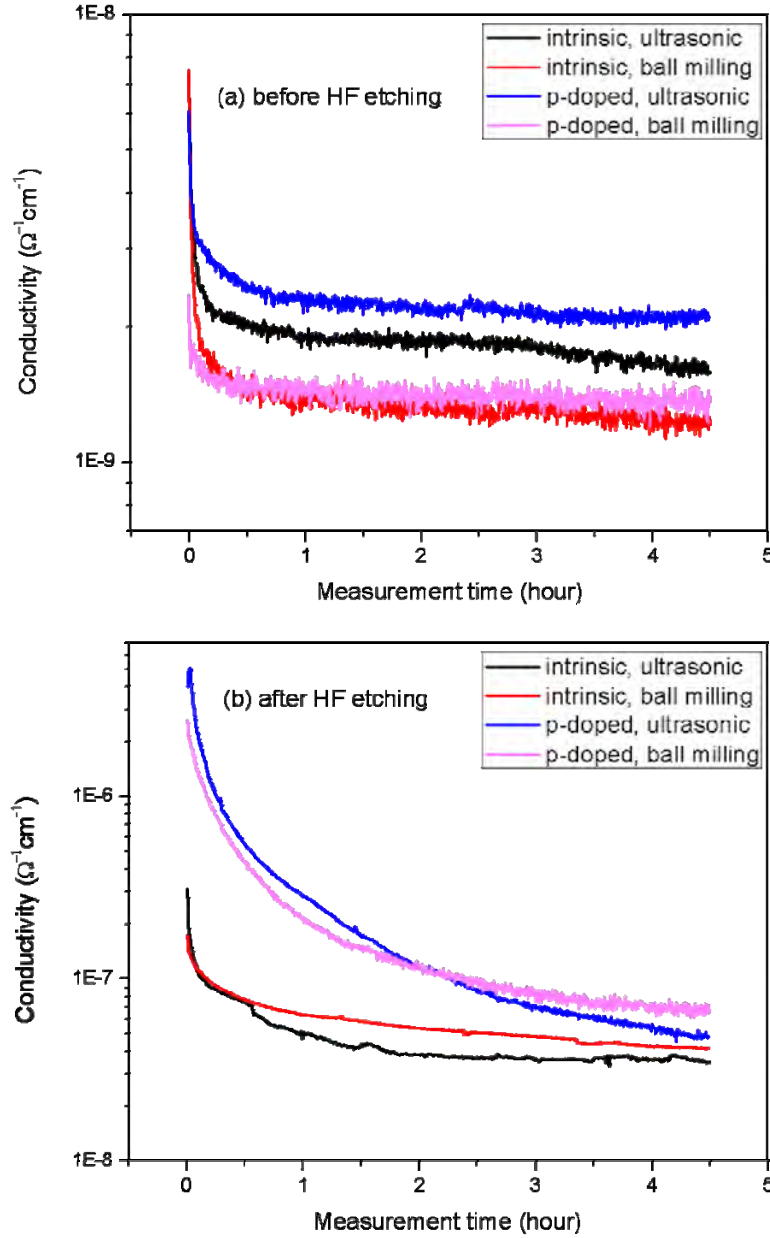 1E-8
intrinsic, ultrasonic
intrinsic, ball milling
(a) before HF etching
p-doped, ultrasonic
p-doped, ball milling
Conductivity (Ω⁻¹cm⁻¹)
1E-9
0 1 2 3 4 5
Measurement time (hour)
intrinsic, ultrasonic
intrinsic, ball milling
(b) after HF etching
p-doped, ultrasonic
p-doped, ball milling
1E-6
Conductivity (Ω⁻¹cm⁻¹)
1E-7
1E-8
0 1 2 3 4 5
Measurement time (hour)